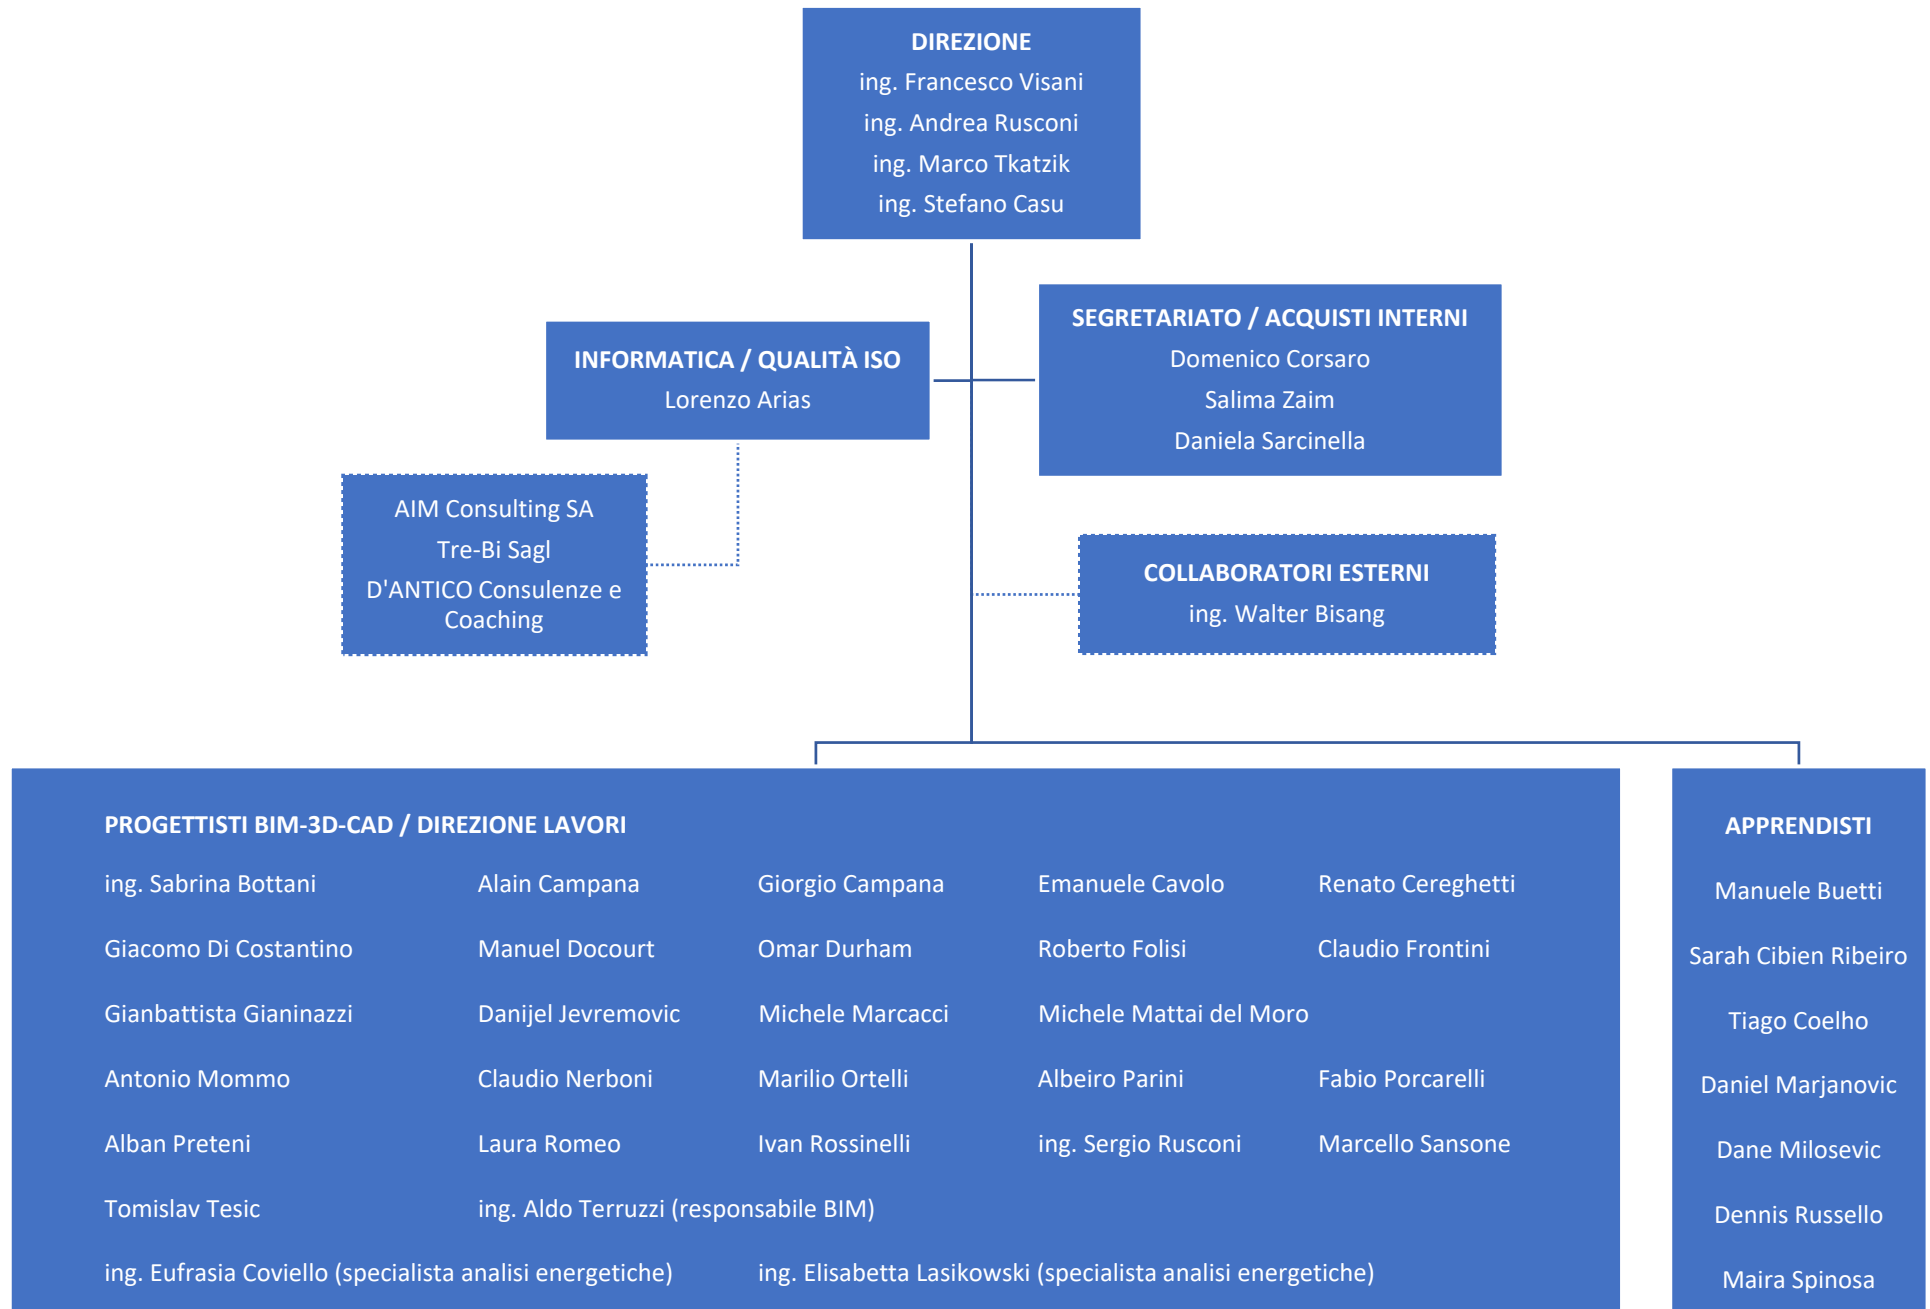 DIREZIONE
ing. Francesco Visani
ing. Andrea Rusconi
ing. Marco Tkatzik
ing. Stefano Casu
INFORMATICA / QUALITÀ ISO
Lorenzo Arias
SEGRETARIATO / ACQUISTI INTERNI
Domenico Corsaro
Salima Zaim
Daniela Sarcinella
AIM Consulting SA
Tre-Bi Sagl
D'ANTICO Consulenze e
Coaching
COLLABORATORI ESTERNI
ing. Walter Bisang
PROGETTISTI BIM-3D-CAD / DIREZIONE LAVORI
ing. Sabrina Bottani Alain Campana Giorgio Campana Emanuele Cavolo Renato Cereghetti
Giacomo Di Costantino Manuel Docourt Omar Durham Roberto Folisi Claudio Frontini
Gianbattista Gianinazzi Danijel Jevremovic Michele Marcacci Michele Mattai del Moro
Antonio Mommo Claudio Nerboni Marilio Ortelli Albeiro Parini Fabio Porcarelli
Alban Preteni Laura Romeo Ivan Rossinelli ing. Sergio Rusconi Marcello Sansone
Tomislav Tesic ing. Aldo Terruzzi (responsabile BIM)
ing. Eufrasia Coviello (specialista analisi energetiche) ing. Elisabetta Lasikowski (specialista analisi energetiche)
APPRENDISTI
Manuele Buetti
Sarah Cibien Ribeiro
Tiago Coelho
Daniel Marjanovic
Dane Milosevic
Dennis Russello
Maira Spinosa